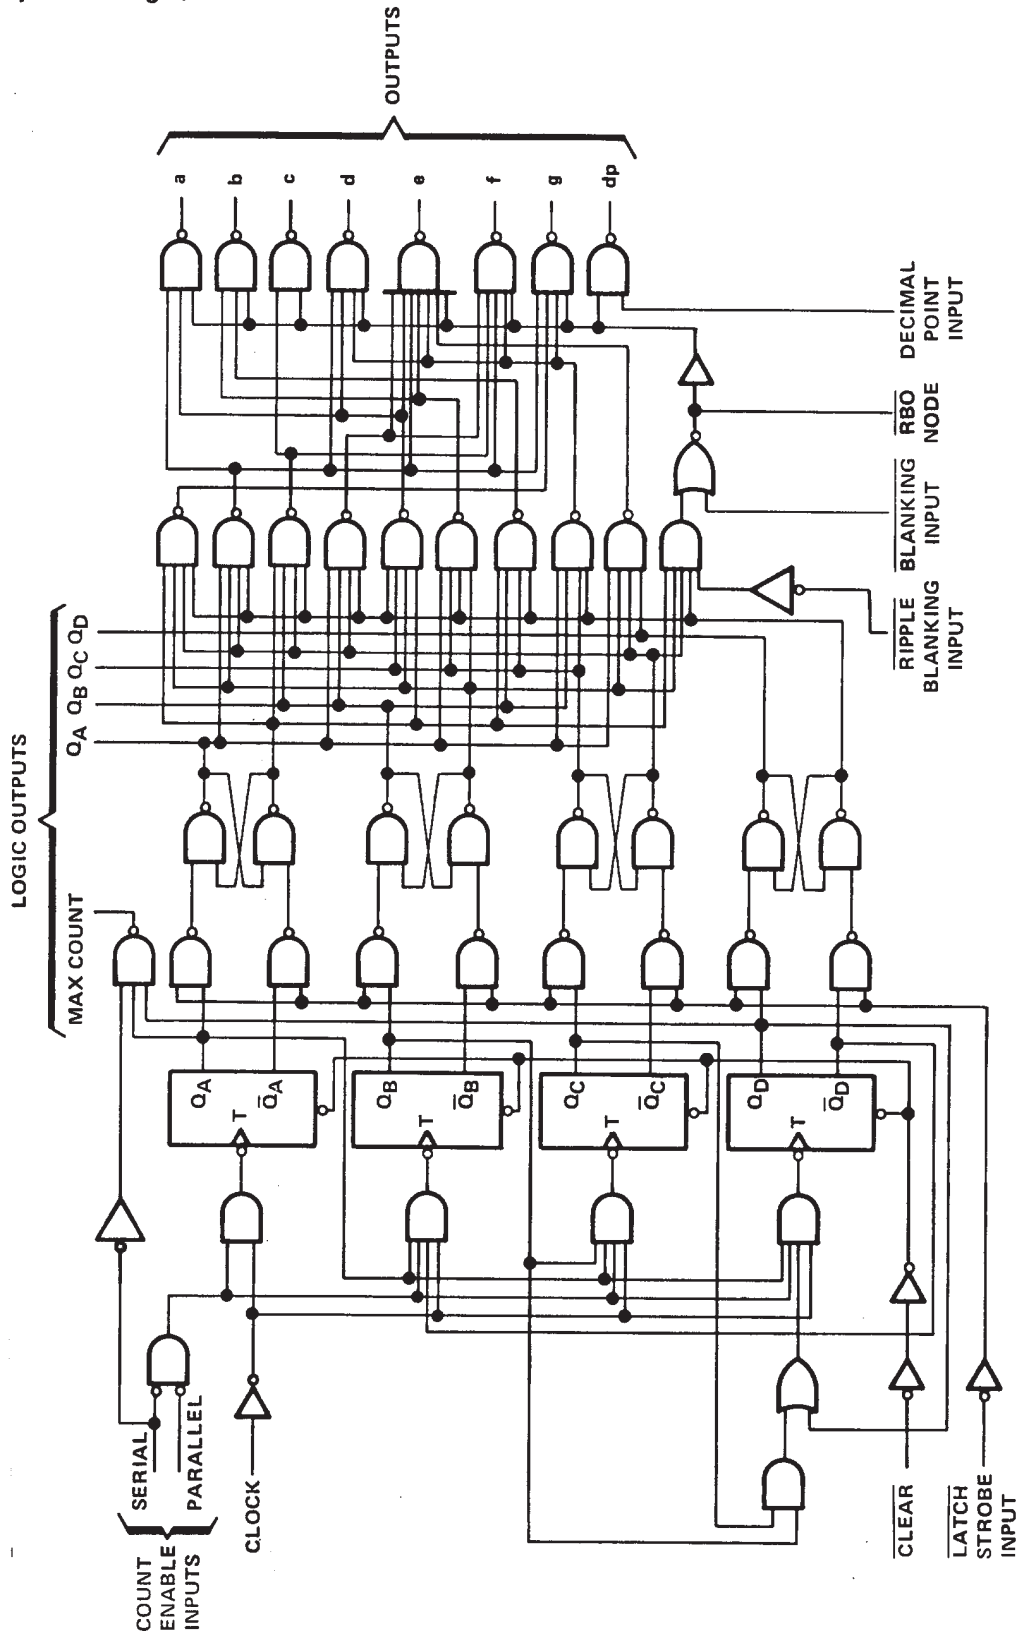 OUTPUTS
a
b
c
d
e
f
g
dp
DECIMAL
POINT
INPUT
RBO
NODE
BLANKING
INPUT
RIPPLE
BLANKING
INPUT
LOGIC OUTPUTS
MAX COUNT
QA
QB
QC
QD
QA
Q̅A
T
QB
Q̅B
T
QC
Q̅C
T
QD
Q̅D
T
SERIAL
PARALLEL
COUNT
ENABLE
INPUTS
CLOCK
CLEAR
LATCH
STROBE
INPUT